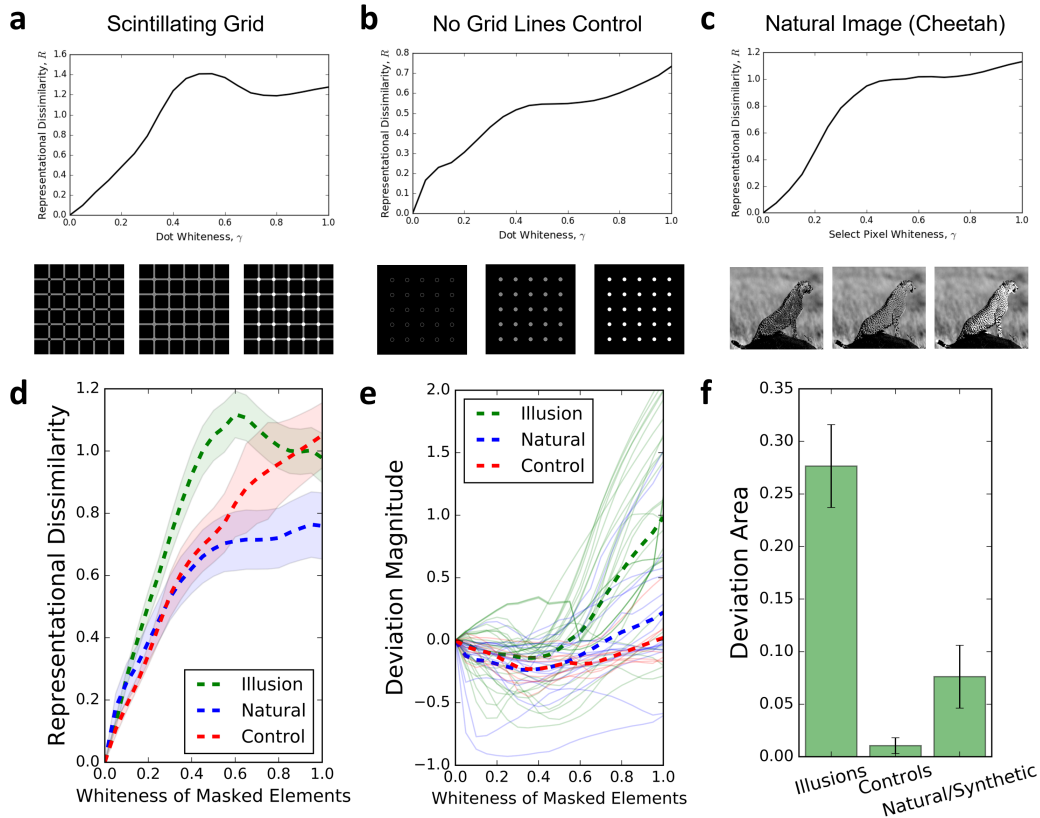 a
Scintillating Grid
Representational Dissimilarity, R
1.6
1.4
1.2
1.0
0.8
0.6
0.4
0.2
0.0
0.0 0.2 0.4 0.6 0.8 1.0
Dot Whiteness, γ
b
No Grid Lines Control
Representational Dissimilarity, R
0.8
0.7
0.6
0.5
0.4
0.3
0.2
0.1
0.0
0.0 0.2 0.4 0.6 0.8 1.0
Dot Whiteness, γ
c
Natural Image (Cheetah)
Representational Dissimilarity, R
1.2
1.0
0.8
0.6
0.4
0.2
0.0
0.0 0.2 0.4 0.6 0.8 1.0
Select Pixel Whiteness, γ
d
Representational Dissimilarity
1.2
1.0
0.8
0.6
0.4
0.2
0.0
0.0 0.2 0.4 0.6 0.8 1.0
Whiteness of Masked Elements
Illusion
Natural
Control
e
Deviation Magnitude
2.0
1.5
1.0
0.5
0.0
−0.5
−1.0
0.0 0.2 0.4 0.6 0.8 1.0
Whiteness of Masked Elements
Illusion
Natural
Control
f
Deviation Area
0.35
0.30
0.25
0.20
0.15
0.10
0.05
0.00
Illusions
Controls
Natural/Synthetic